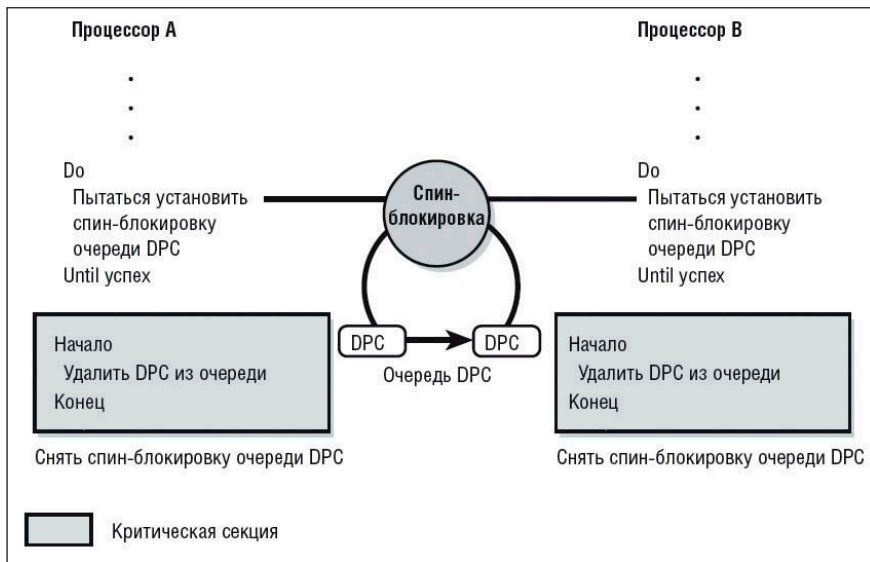 Процессор А
Процессор В
.
.
.
.
.
.
Do
Пытаться установить
спин-блокировку
очереди DPC
Until успех
Спин-
блокировка
Do
Пытаться установить
спин-блокировку
очереди DPC
Until успех
Начало
Удалить DPC из очереди
Конец
DPC
DPC
Очередь DPC
Начало
Удалить DPC из очереди
Конец
Снять спин-блокировку очереди DPC
Снять спин-блокировку очереди DPC
Критическая секция